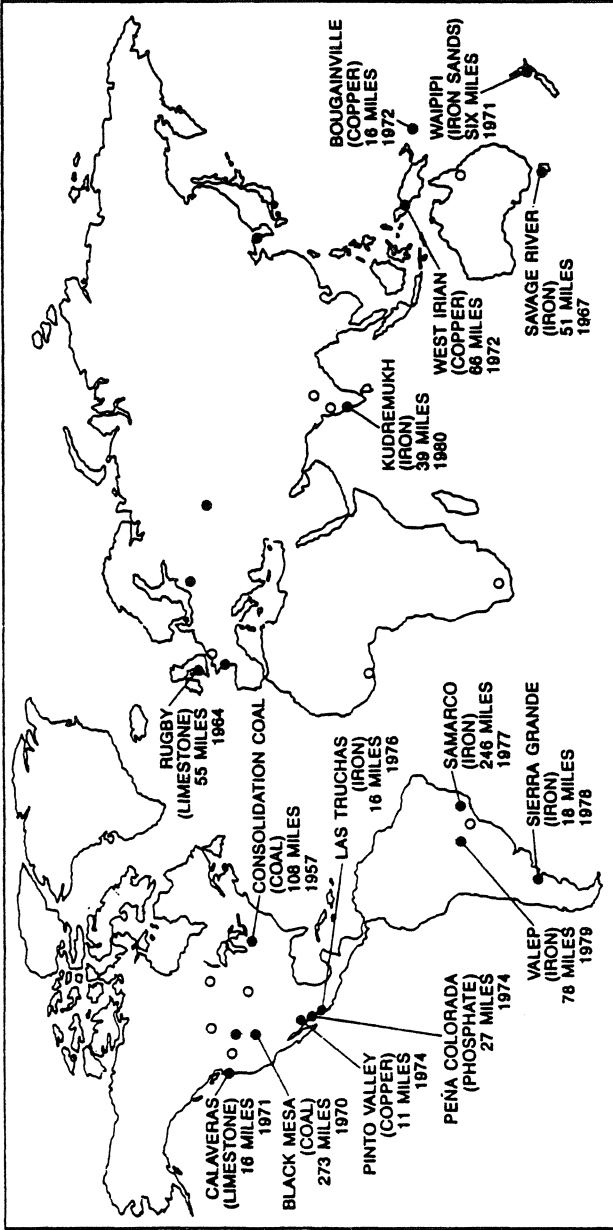 CALAVERAS
(LIMESTONE)
16 MILES
1971
BLACK MESA
(COAL)
273 MILES
1970
PINTO VALLEY
(COPPER)
11 MILES
1974
PEÑA COLORADA
(PHOSPHATE)
27 MILES
1974
VALEP
(IRON)
78 MILES
1979
SIERRA GRANDE
(IRON)
18 MILES
1978
SAMARCO
(IRON)
246 MILES
1977
LAS TRUCHAS
(IRON)
16 MILES
1976
CONSOLIDATION COAL
(COAL)
108 MILES
1957
RUGBY
(LIMESTONE)
55 MILES
1964
KUDREMUKH
(IRON)
39 MILES
1980
WEST IRIAN
(COPPER)
66 MILES
1972
SAVAGE RIVER
(IRON)
51 MILES
1967
BOUGAINVILLE
(COPPER)
16 MILES
1972
WAIPIPI
(IRON SANDS)
SIX MILES
1971